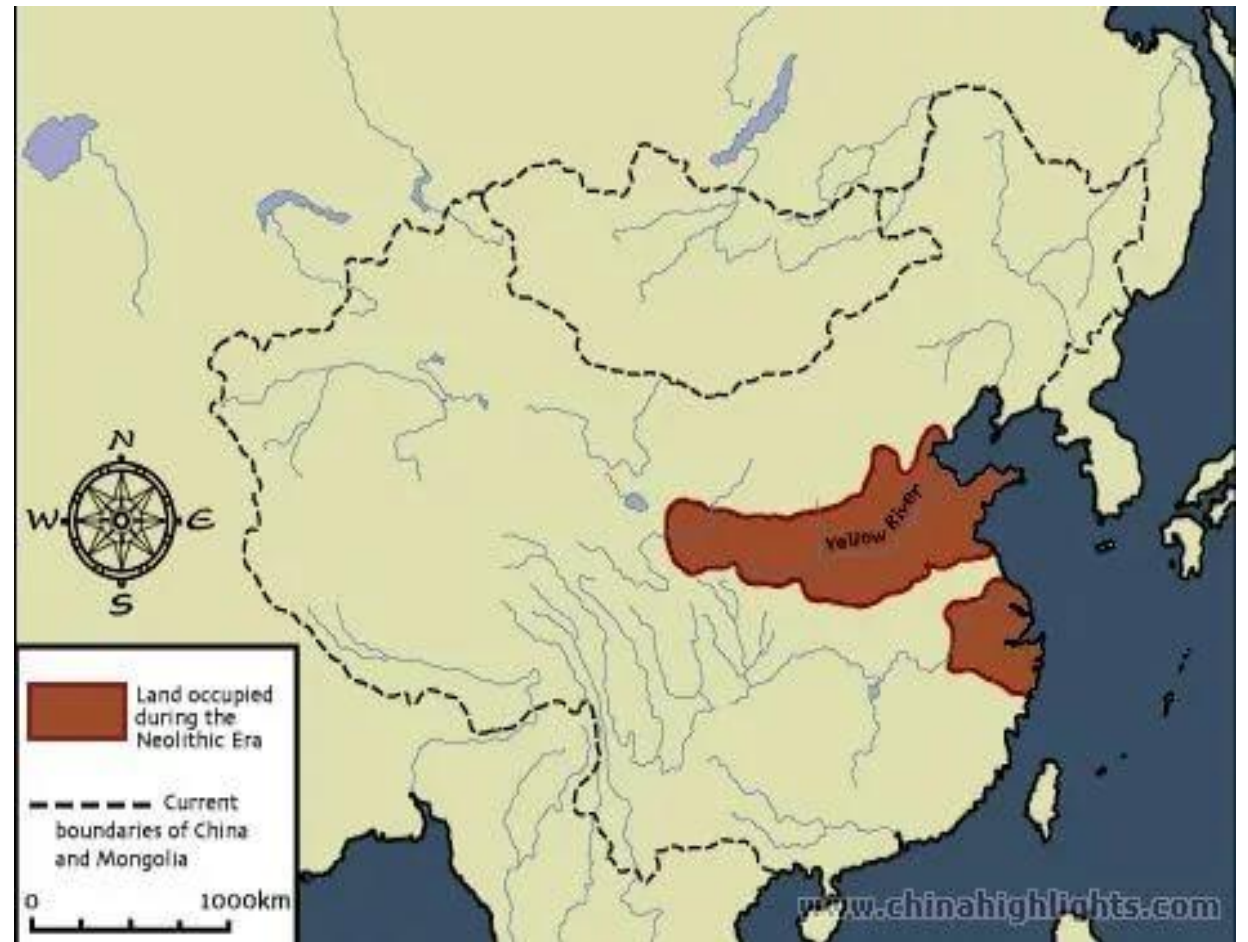 N
W
E
S
Yellow River
Land occupied
during the
Neolithic Era
Current
boundaries of China
and Mongolia
0
1000km
www.chinahighlights.com